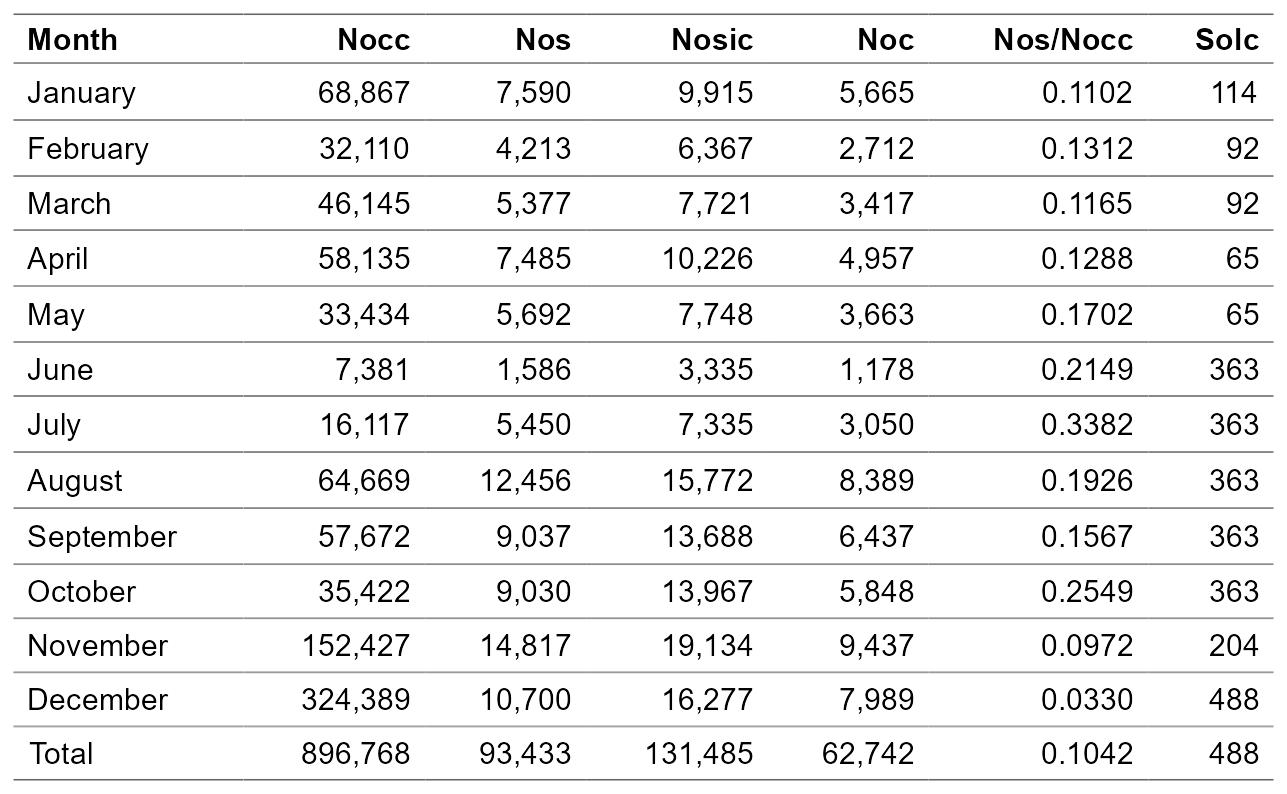 Month Nocc Nos Nosic Noc Nos/Nocc Solc
January 68,867 7,590 9,915 5,665 0.1102 114
February 32,110 4,213 6,367 2,712 0.1312 92
March 46,145 5,377 7,721 3,417 0.1165 92
April 58,135 7,485 10,226 4,957 0.1288 65
May 33,434 5,692 7,748 3,663 0.1702 65
June 7,381 1,586 3,335 1,178 0.2149 363
July 16,117 5,450 7,335 3,050 0.3382 363
August 64,669 12,456 15,772 8,389 0.1926 363
September 57,672 9,037 13,688 6,437 0.1567 363
October 35,422 9,030 13,967 5,848 0.2549 363
November 152,427 14,817 19,134 9,437 0.0972 204
December 324,389 10,700 16,277 7,989 0.0330 488
Total 896,768 93,433 131,485 62,742 0.1042 488